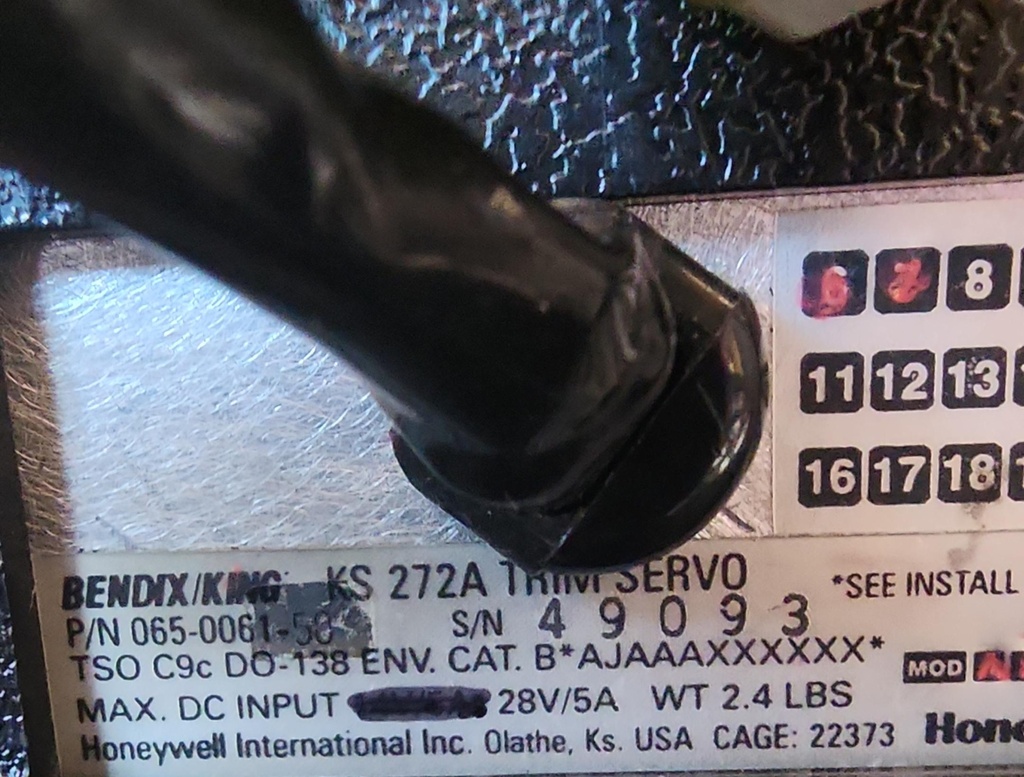 6 7 8
11 12 13
16 17 18
BENDIX/KING KS 272A TRIM SERVO
*SEE INSTALL
P/N 065-0061-50 S/N 49093
TSO C9c DO-138 ENV. CAT. B*AJAAAXXXXXX*
MOD A
MAX. DC INPUT 28V/5A WT 2.4 LBS
Honeywell International Inc. Olathe, Ks. USA CAGE: 22373
Hone